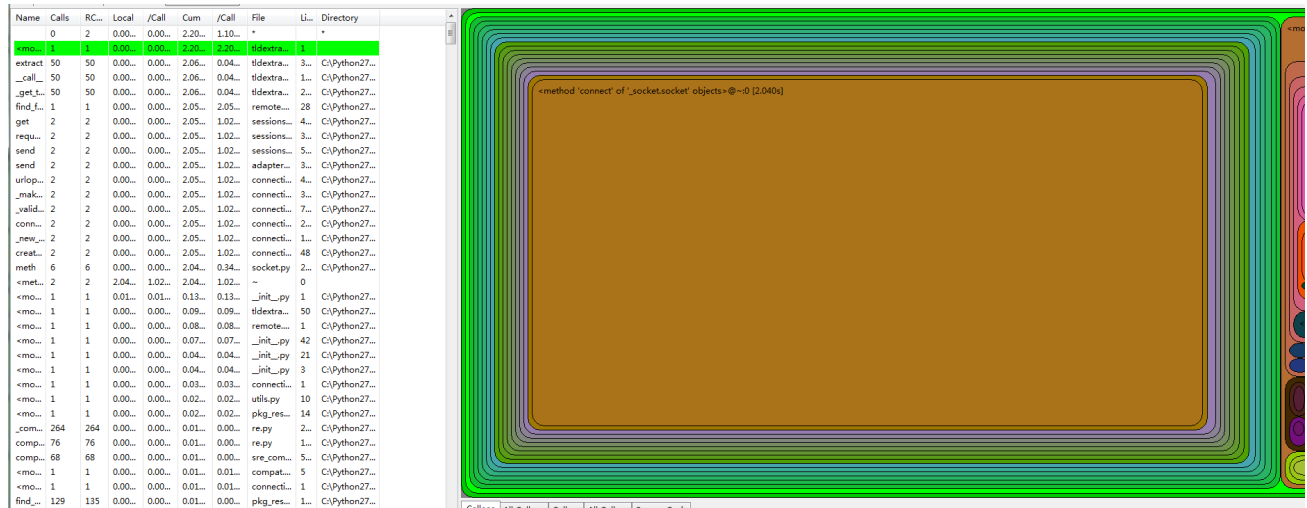 Name Calls RC... Local /Call Cum /Call File Li... Directory
0 2 0.00... 0.00... 2.20... 1.10... * *
<mo... 1 1 0.00... 0.00... 2.20... 2.20... tldextra... 1
extract 50 50 0.00... 0.00... 2.06... 0.04... tldextra... 3... C:\Python27...
__call__ 50 50 0.00... 0.00... 2.06... 0.04... tldextra... 1... C:\Python27...
_get_t... 50 50 0.00... 0.00... 2.06... 0.04... tldextra... 2... C:\Python27...
find_f... 1 1 0.00... 0.00... 2.05... 2.05... remote.... 28 C:\Python27...
get 2 2 0.00... 0.00... 2.05... 1.02... sessions... 4... C:\Python27...
requ... 2 2 0.00... 0.00... 2.05... 1.02... sessions... 3... C:\Python27...
send 2 2 0.00... 0.00... 2.05... 1.02... sessions... 5... C:\Python27...
send 2 2 0.00... 0.00... 2.05... 1.02... adapter... 3... C:\Python27...
urlop... 2 2 0.00... 0.00... 2.05... 1.02... connecti... 4... C:\Python27...
_mak... 2 2 0.00... 0.00... 2.05... 1.02... connecti... 3... C:\Python27...
_valid... 2 2 0.00... 0.00... 2.05... 1.02... connecti... 7... C:\Python27...
conn... 2 2 0.00... 0.00... 2.05... 1.02... connecti... 2... C:\Python27...
_new_... 2 2 0.00... 0.00... 2.05... 1.02... connecti... 1... C:\Python27...
creat... 2 2 0.00... 0.00... 2.05... 1.02... connecti... 48 C:\Python27...
meth 6 6 0.00... 0.00... 2.04... 0.34... socket.py 2... C:\Python27...
<met... 2 2 2.04... 1.02... 2.04... 1.02... ~ 0
<mo... 1 1 0.01... 0.01... 0.13... 0.13... __init__.py 1 C:\Python27...
<mo... 1 1 0.00... 0.00... 0.09... 0.09... tldextra... 50 C:\Python27...
<mo... 1 1 0.00... 0.00... 0.08... 0.08... remote.... 1 C:\Python27...
<mo... 1 1 0.00... 0.00... 0.07... 0.07... __init__.py 42 C:\Python27...
<mo... 1 1 0.00... 0.00... 0.04... 0.04... __init__.py 21 C:\Python27...
<mo... 1 1 0.00... 0.00... 0.04... 0.04... __init__.py 3 C:\Python27...
<mo... 1 1 0.00... 0.00... 0.03... 0.03... connecti... 1 C:\Python27...
<mo... 1 1 0.00... 0.00... 0.02... 0.02... utils.py 10 C:\Python27...
<mo... 1 1 0.00... 0.00... 0.02... 0.02... pkg_res... 14 C:\Python27...
_com... 264 264 0.00... 0.00... 0.01... 0.00... re.py 2... C:\Python27...
comp... 76 76 0.00... 0.00... 0.01... 0.00... re.py 1... C:\Python27...
comp... 68 68 0.00... 0.00... 0.01... 0.00... sre_com... 5... C:\Python27...
<mo... 1 1 0.00... 0.00... 0.01... 0.01... compat.... 5 C:\Python27...
<mo... 1 1 0.00... 0.00... 0.01... 0.01... connecti... 1 C:\Python27...
find_... 129 135 0.00... 0.00... 0.01... 0.00... pkg_res... 1... C:\Python27...
<method 'connect' of '_socket.socket' objects>@~:0 [2.040s]
<mo